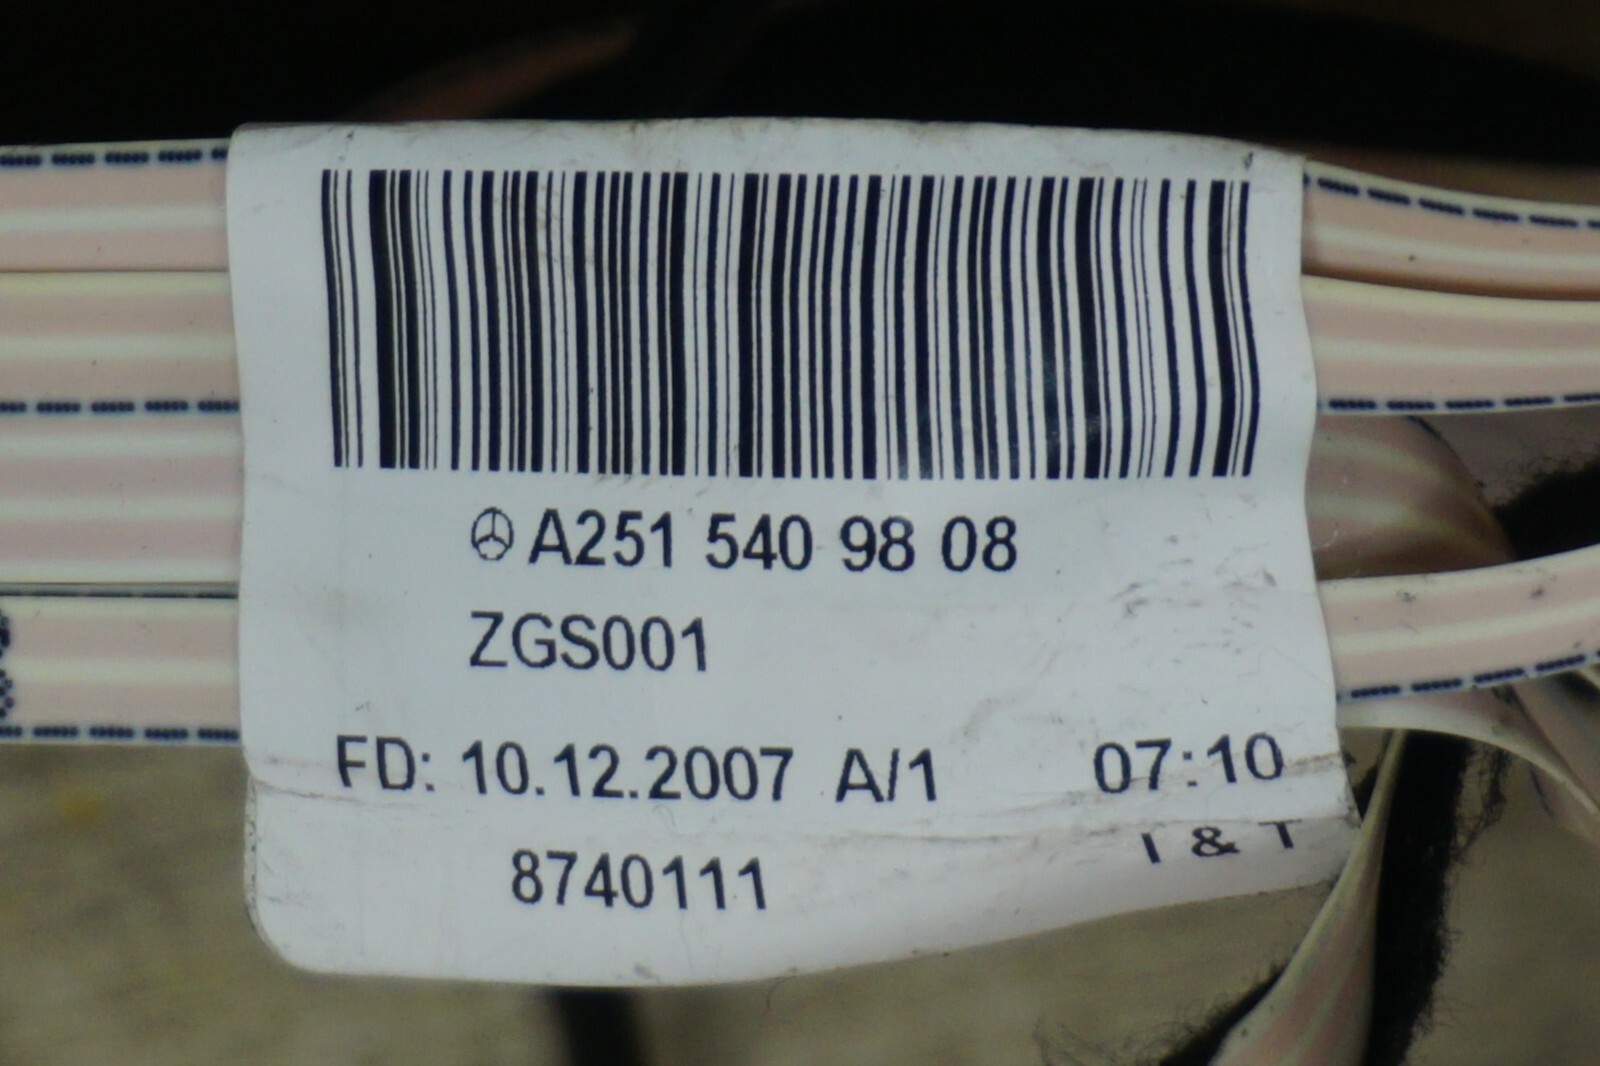 A251 540 98 08
ZGS001
FD: 10.12.2007 A/1 07:10
I & T
8740111